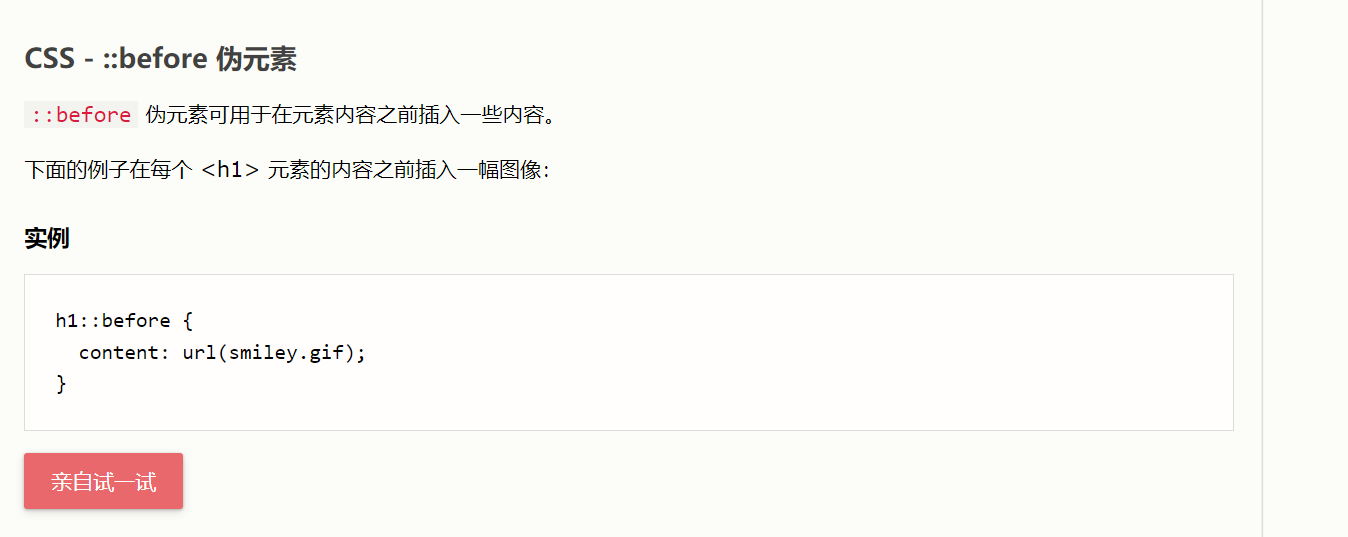 CSS - ::before 伪元素
::before 伪元素可用于在元素内容之前插入一些内容。
下面的例子在每个 <h1> 元素的内容之前插入一幅图像：
实例
h1::before {
  content: url(smiley.gif);
}
亲自试一试